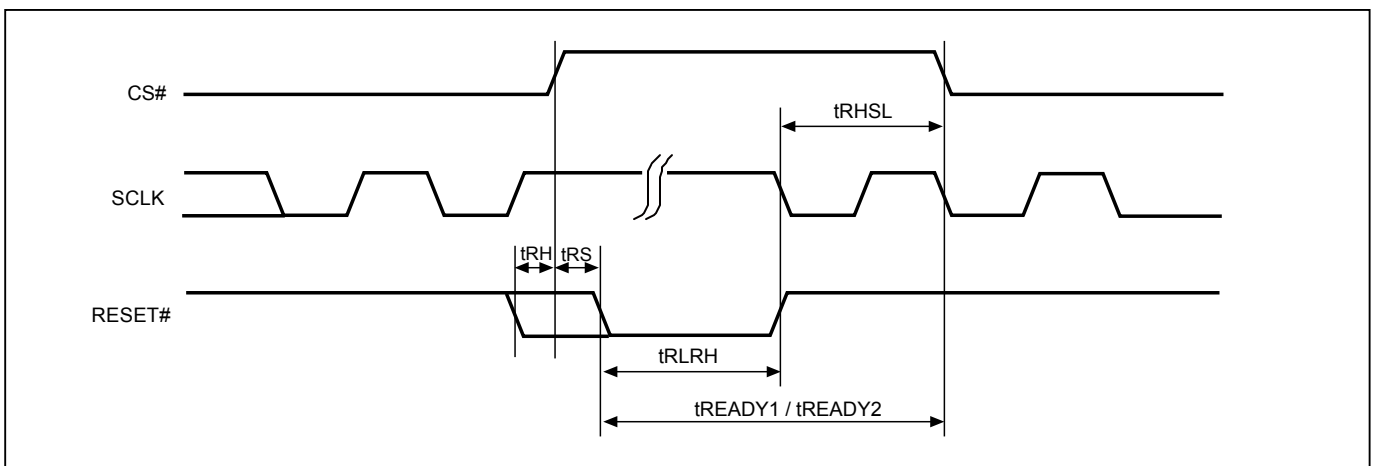 CS#
tRHSL
SCLK
tRH tRS
RESET#
tRLRH
tREADY1 / tREADY2